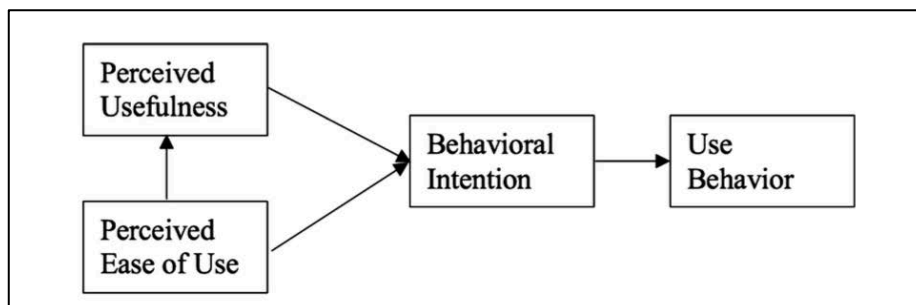 Perceived
Usefulness
Behavioral
Intention
Use
Behavior
Perceived
Ease of Use